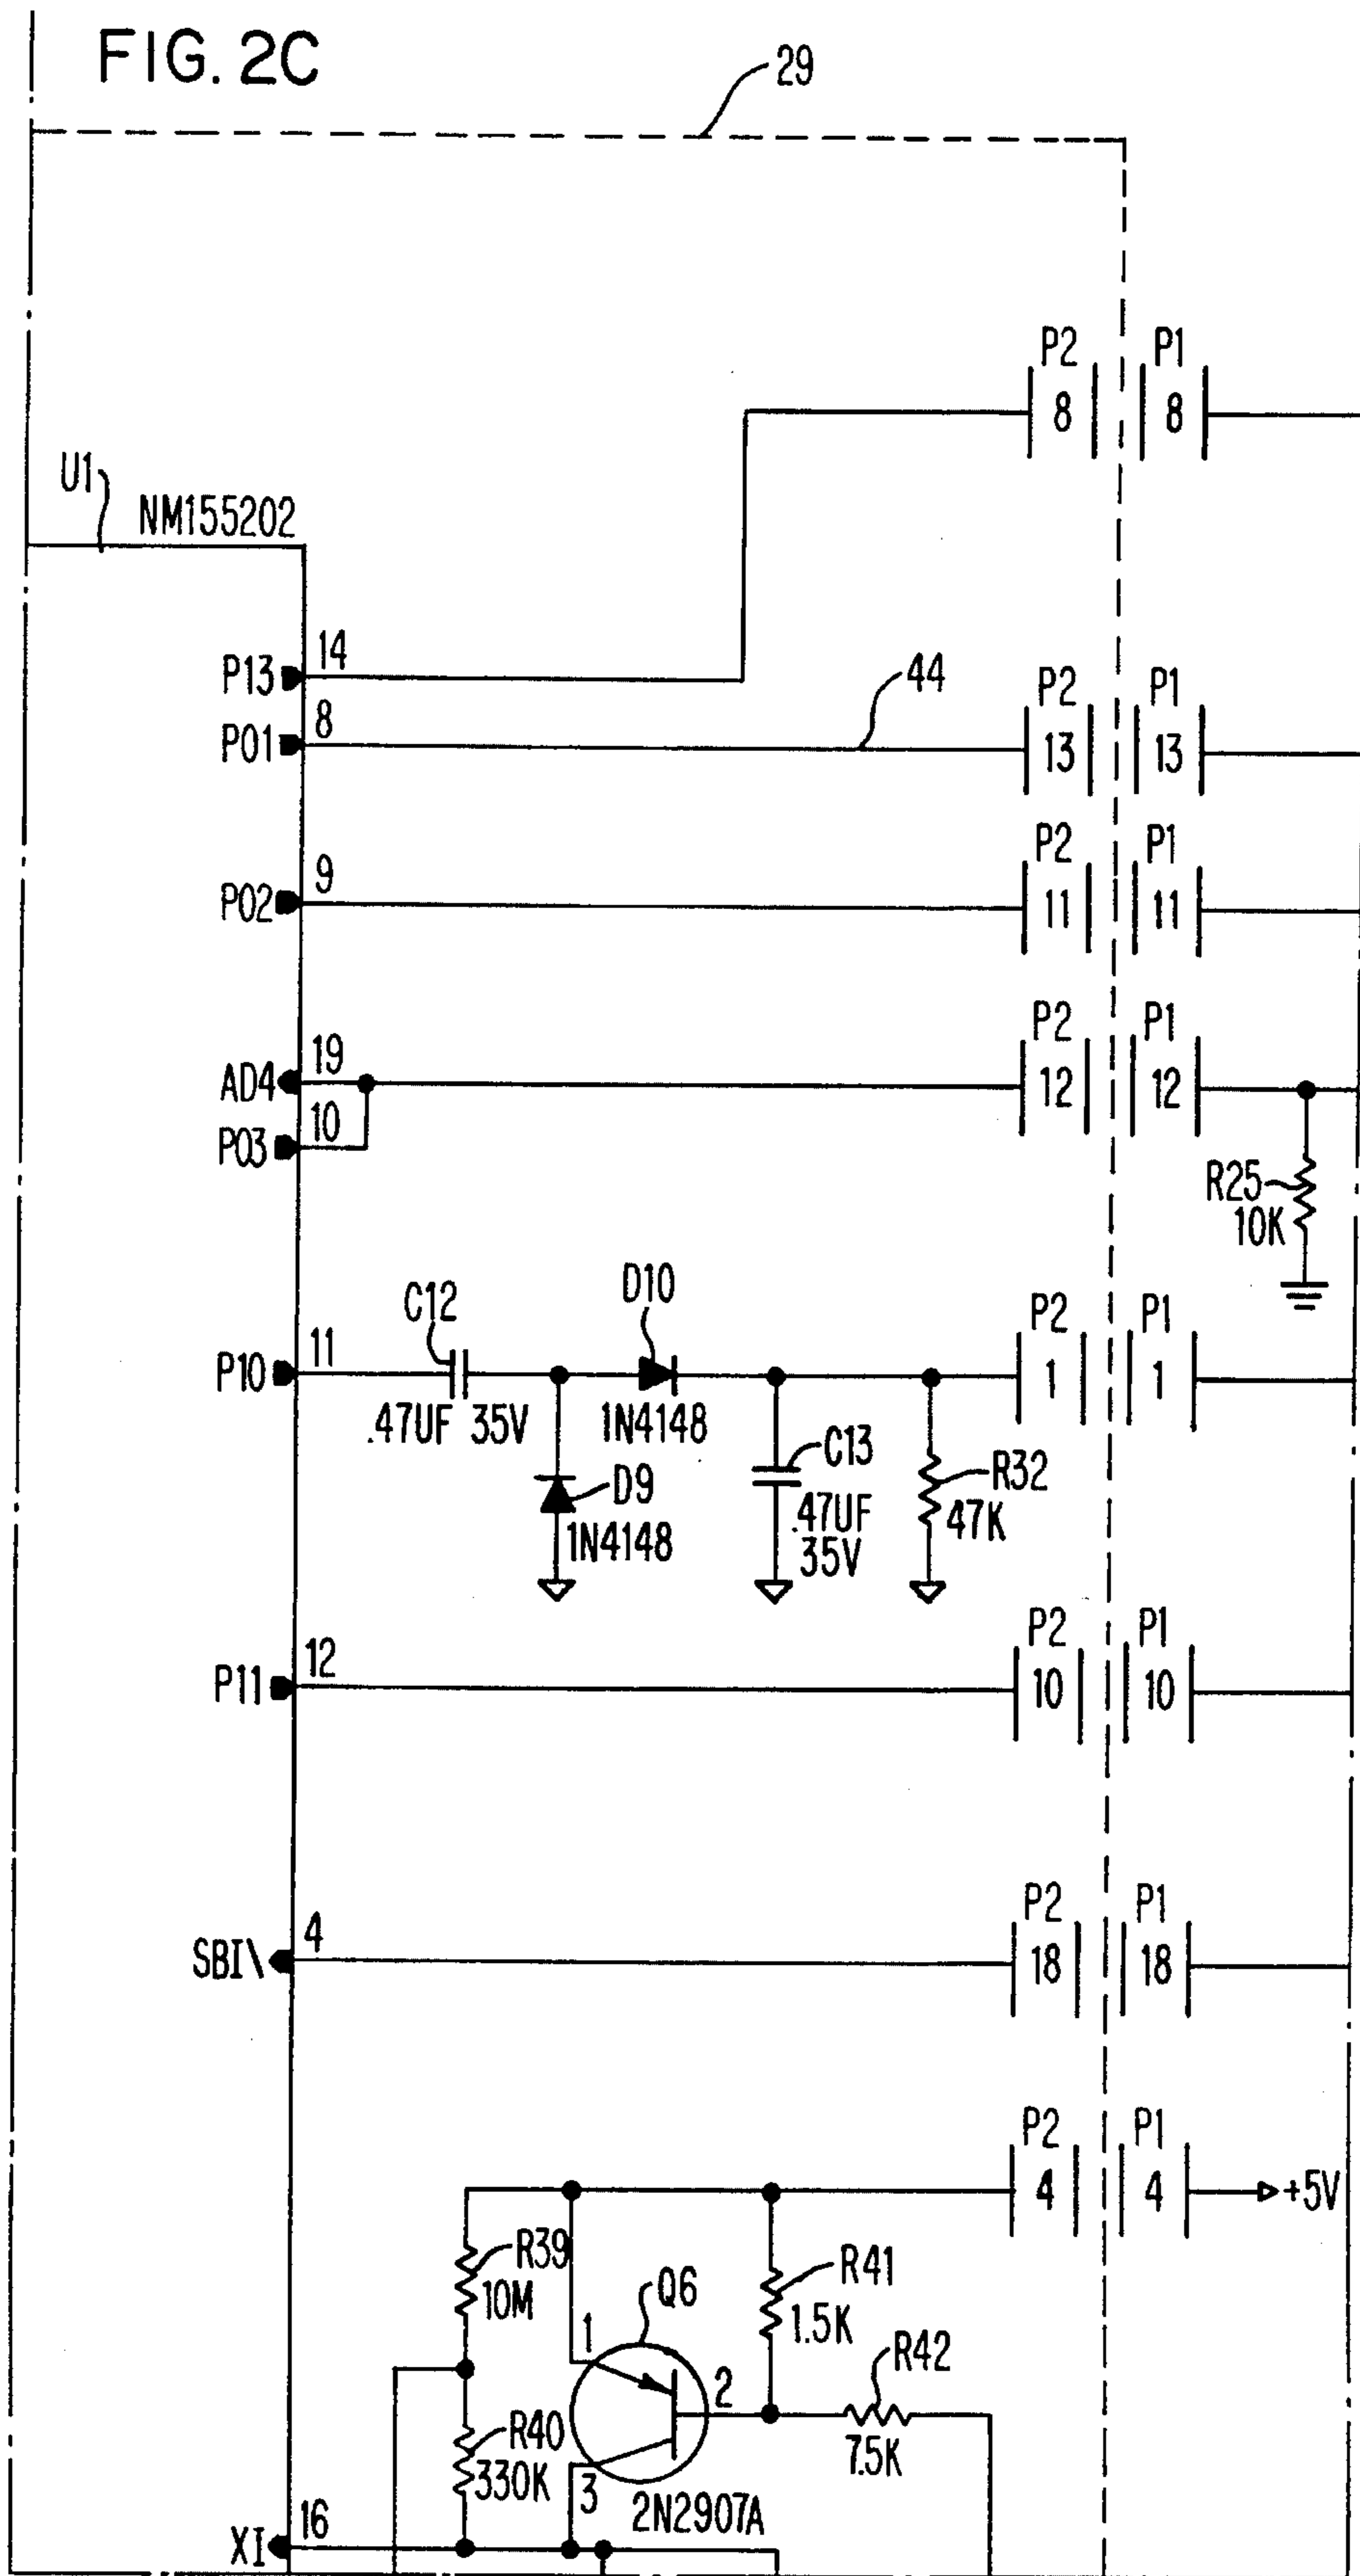 FIG. 2C
29
P2 P1
8 8
U1
NM155202
P13 14
44
P2 P1
P01 8
13 13
P2 P1
P02 9
11 11
P2 P1
AD4 19
12 12
P03 10
R25
10K
C12
D10
P2 P1
P10 11
1 1
.47UF 35V
1N4148
C13
D9
R32
.47UF
47K
1N4148
35V
P2 P1
P11 12
10 10
P2 P1
SBI\ 4
18 18
P2 P1
4 4
+5V
R39
10M
Q6
R41
1.5K
1
R42
2
R40
330K
7.5K
3
2N2907A
XI 16